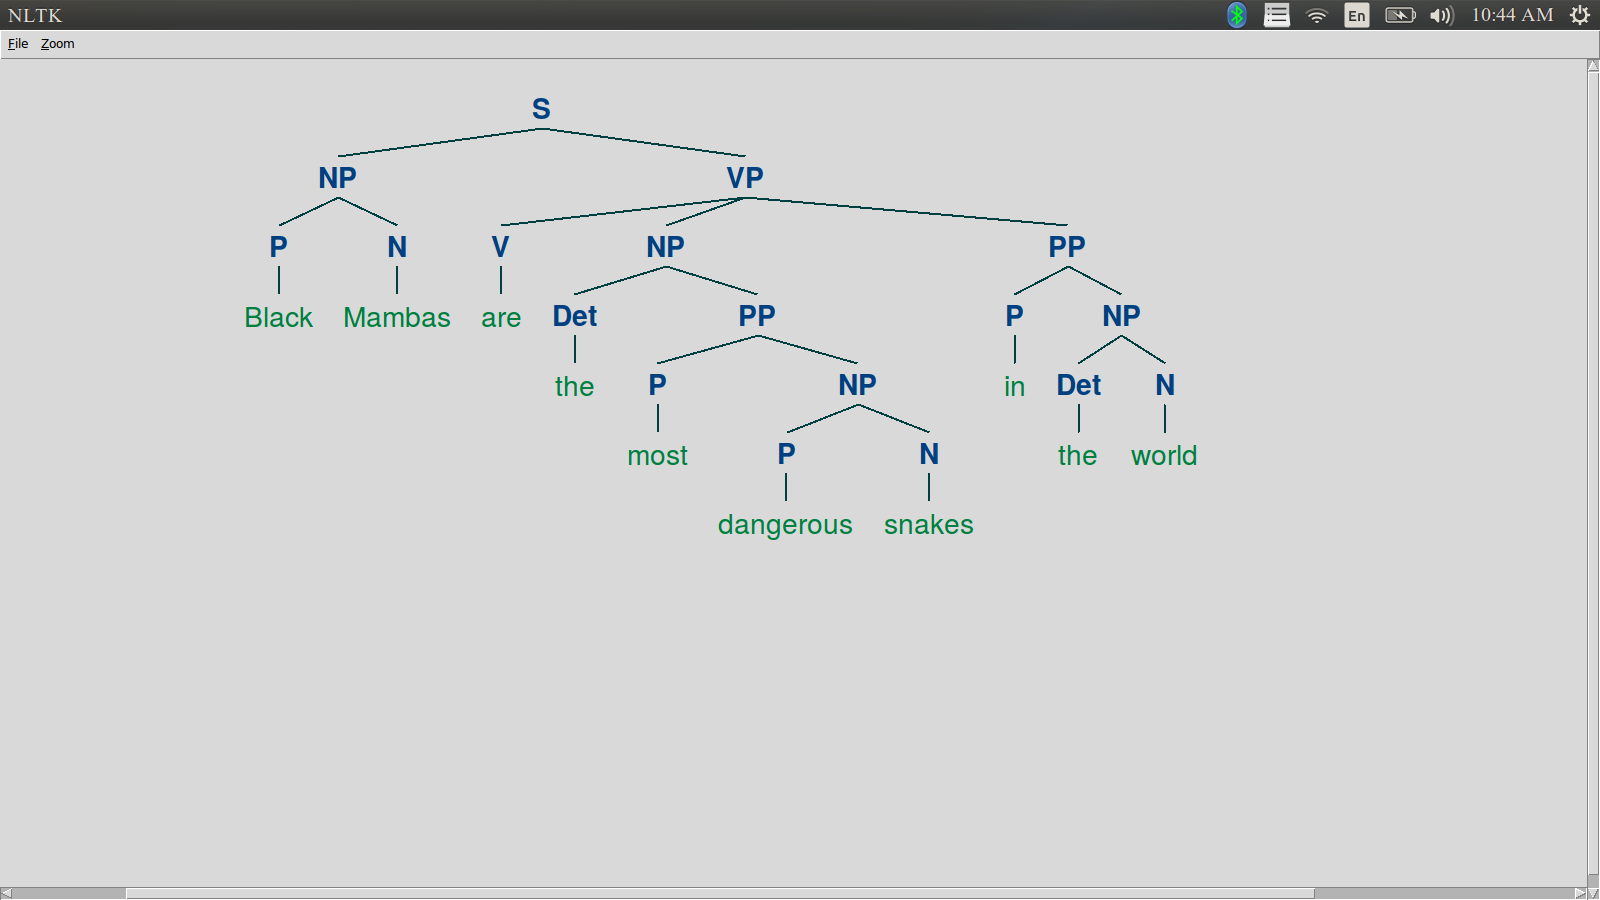 NLTK En 10:44 AM
File Zoom
S
NP VP
P N V NP PP
Black Mambas are Det PP P NP
the P NP in Det N
most P N the world
dangerous snakes